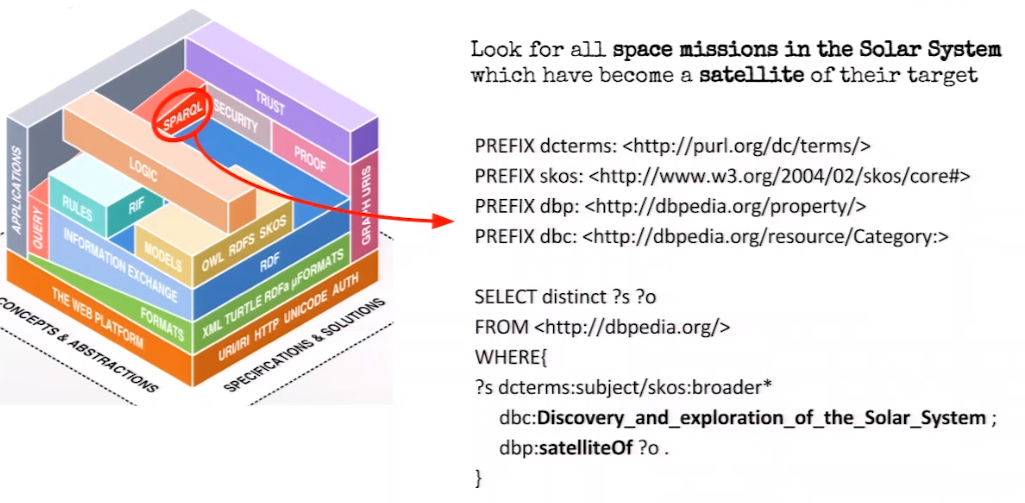 TRUST
SPARQL
SECURITY
PROOF
LOGIC
APPLICATIONS
RULES
RIF
GRAPH URIS
QUERY
INFORMATION EXCHANGE
MODELS
OWL RDFS SKOS
RDF
FORMATS
XML TURTLE RDFa µFORMATS
THE WEB PLATFORM
URI/IRI HTTP UNICODE AUTH
CONCEPTS & ABSTRACTIONS
SPECIFICATIONS & SOLUTIONS
Look for all space missions in the Solar System
which have become a satellite of their target
PREFIX dcterms: <http://purl.org/dc/terms/>
PREFIX skos: <http://www.w3.org/2004/02/skos/core#>
PREFIX dbp: <http://dbpedia.org/property/>
PREFIX dbc: <http://dbpedia.org/resource/Category:>
SELECT distinct ?s ?o
FROM <http://dbpedia.org/>
WHERE{
?s dcterms:subject/skos:broader*
dbc:Discovery_and_exploration_of_the_Solar_System ;
dbp:satelliteOf ?o .
}